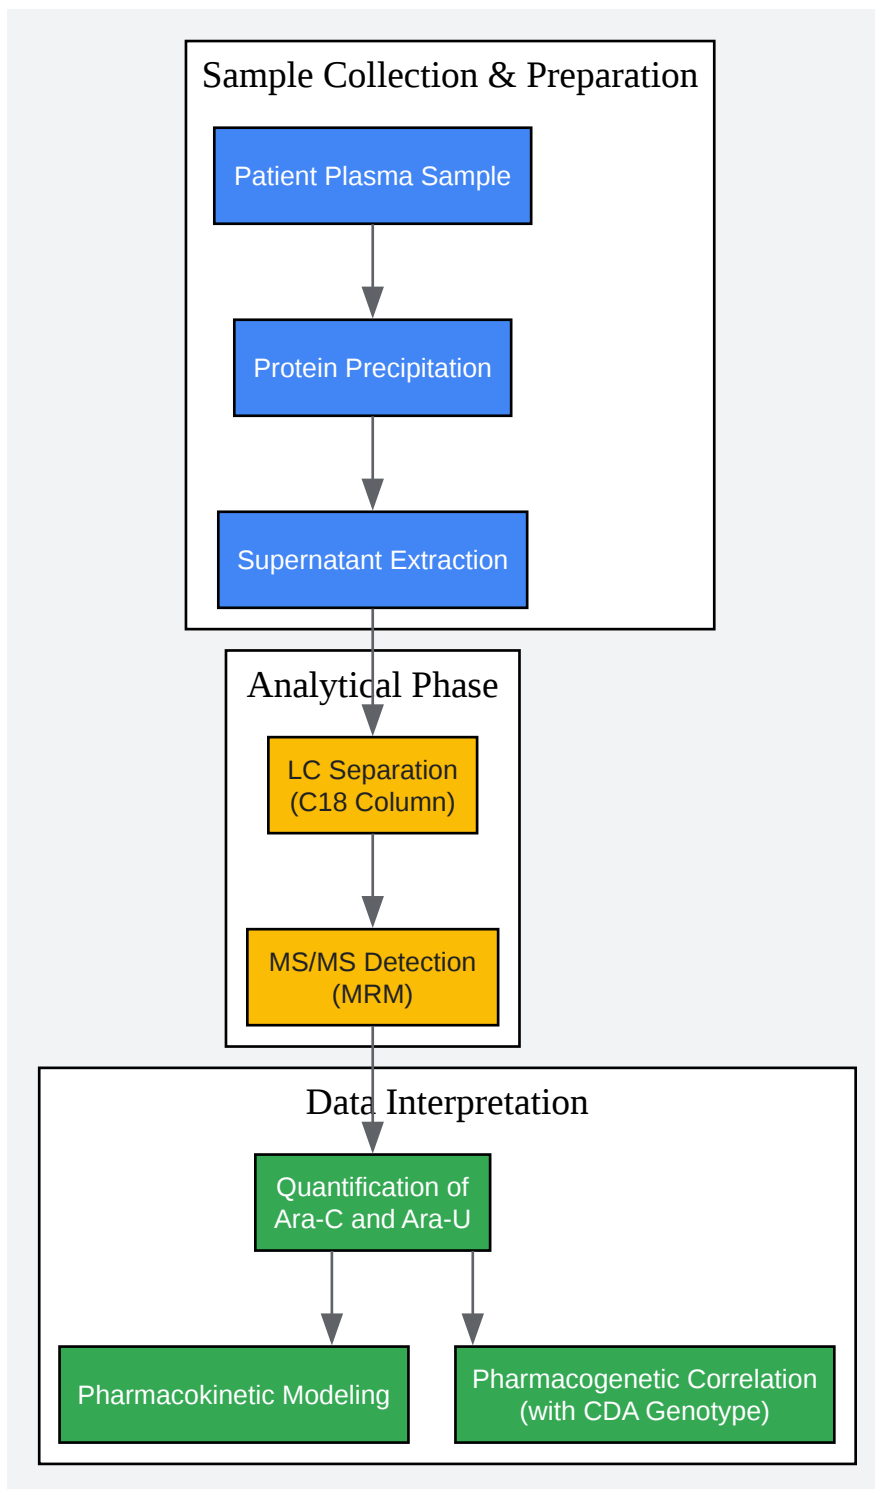 Sample Collection & Preparation
Patient Plasma Sample
Protein Precipitation
Supernatant Extraction
Analytical Phase
LC Separation
(C18 Column)
MS/MS Detection
(MRM)
Data Interpretation
Quantification of
Ara-C and Ara-U
Pharmacokinetic Modeling
Pharmacogenetic Correlation
(with CDA Genotype)